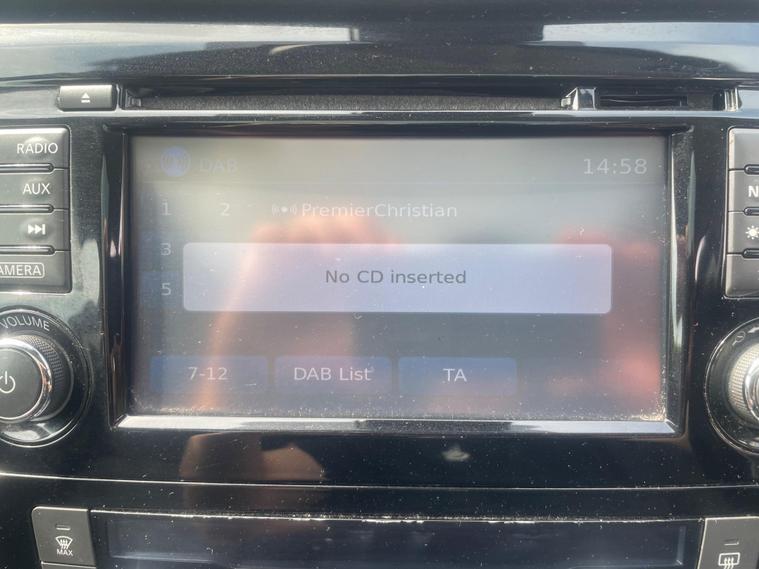 RADIO
AUX
AMERA
VOLUME
DAB
14:58
1 2 PremierChristian
3
No CD inserted
5
7-12 DAB List TA
N
MAX